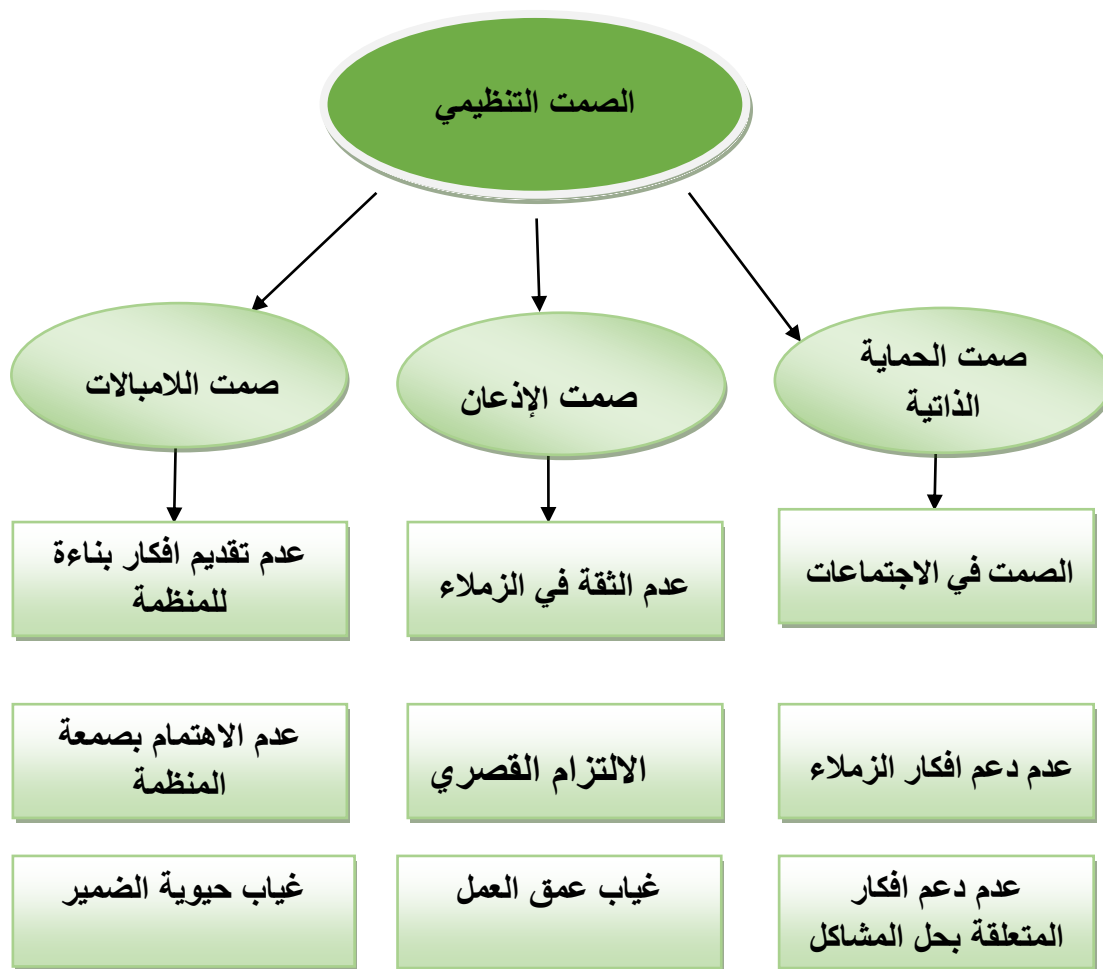 الصمت التنظيمي
صمت الحماية
الذاتية
صمت الإذعان
صمت اللامبالات
الصمت في الاجتماعات
عدم الثقة في الزملاء
عدم تقديم افكار بناءة
للمنظمة
عدم دعم افكار الزملاء
الالتزام القصري
عدم الاهتمام بصمعة
المنظمة
عدم دعم افكار
المتعلقة بحل المشاكل
غياب عمق العمل
غياب حيوية الضمير